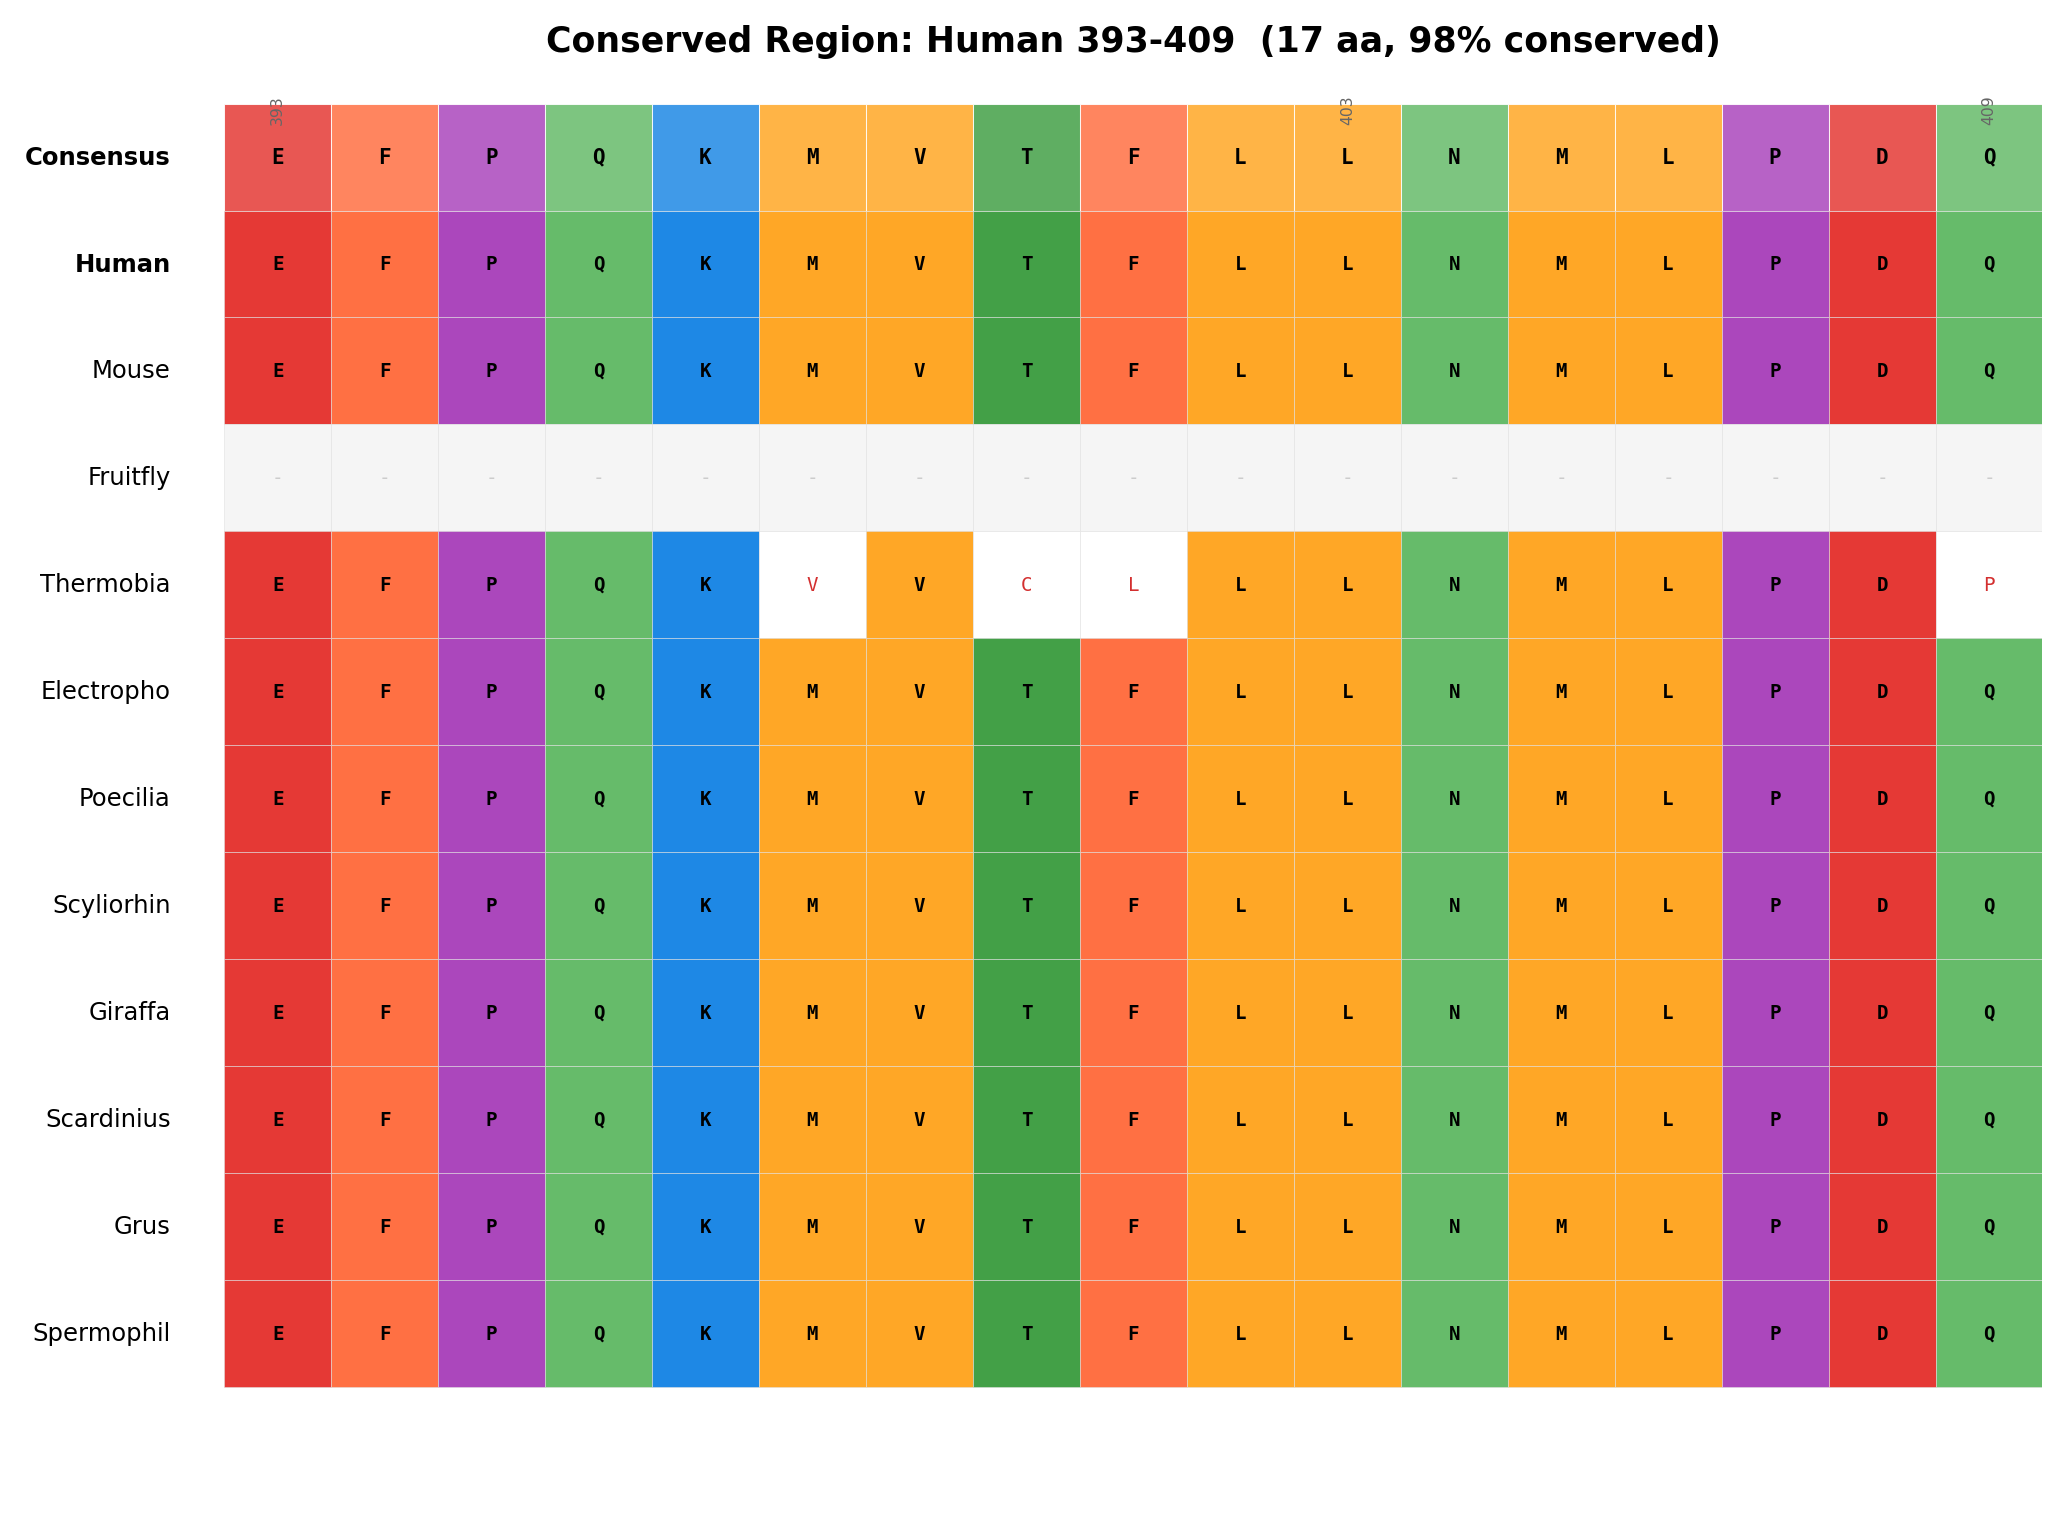 Conserved Region: Human 393-409 (17 aa, 98% conserved)
393 403 409
Consensus E F P Q K M V T F L L N M L P D Q
Human E F P Q K M V T F L L N M L P D Q
Mouse E F P Q K M V T F L L N M L P D Q
Fruitfly - - - - - - - - - - - - - - - - -
Thermobia E F P Q K V V C L L L N M L P D P
Electropho E F P Q K M V T F L L N M L P D Q
Poecilia E F P Q K M V T F L L N M L P D Q
Scyliorhin E F P Q K M V T F L L N M L P D Q
Giraffa E F P Q K M V T F L L N M L P D Q
Scardinius E F P Q K M V T F L L N M L P D Q
Grus E F P Q K M V T F L L N M L P D Q
Spermophil E F P Q K M V T F L L N M L P D Q